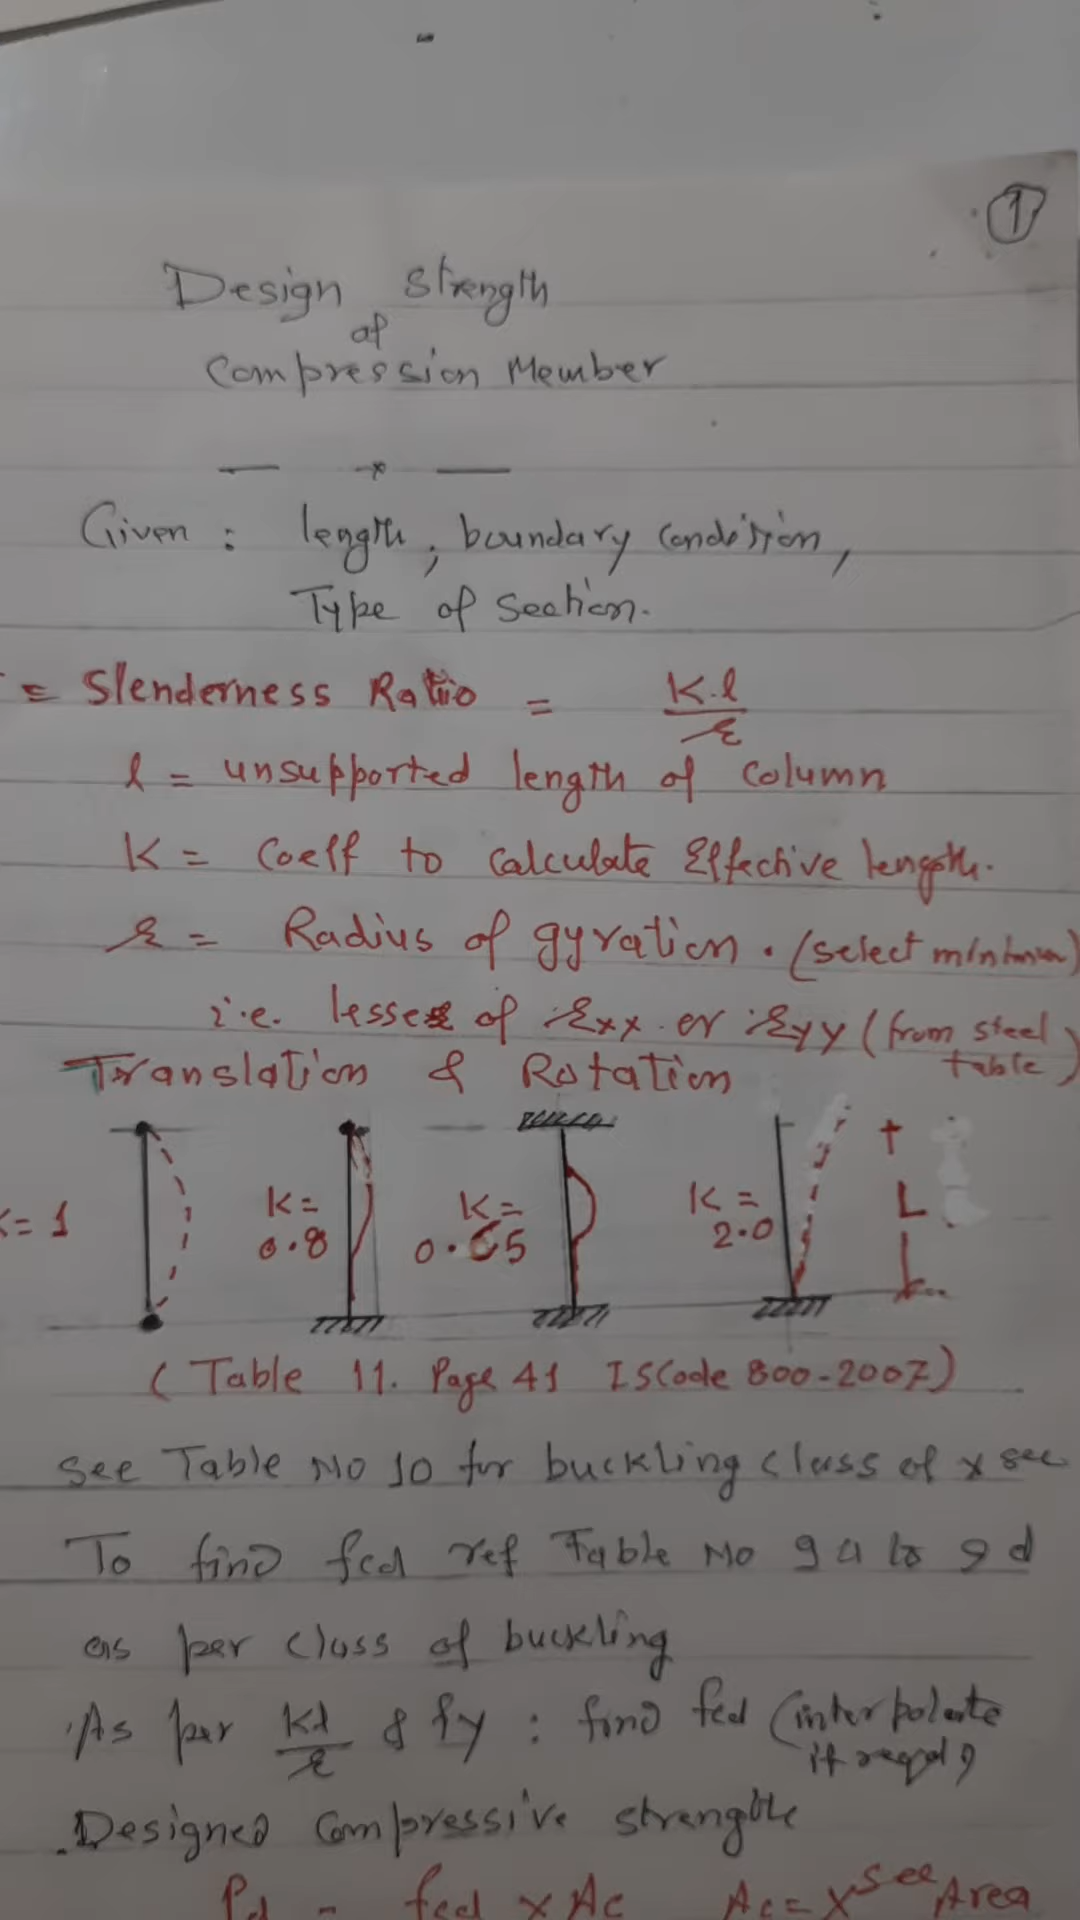 1
Design Strength
of
Compression Member
Given : length, boundary condition,
Type of Section.
= Slenderness Ratio = K.l/r
l = unsupported length of column
K = Coeff to calculate Effective length.
r = Radius of gyration. (select minimum)
i.e. lesser of rxx or ryy (from steel
table)
Translation & Rotation
K= 1
K =
0.8
K =
0.65
K =
2.0
L
(Table 11. Page 41 IS Code 800-2007)
See Table No 10 for buckling class of x sec
To find fcd ref Table No 9 a to 9 d
as per class of buckling
As per Kl/r & fy : find fcd (interpolate
if reqd)
Designed Compressive strength
Pd = fcd x Ac Ac = x sec Area